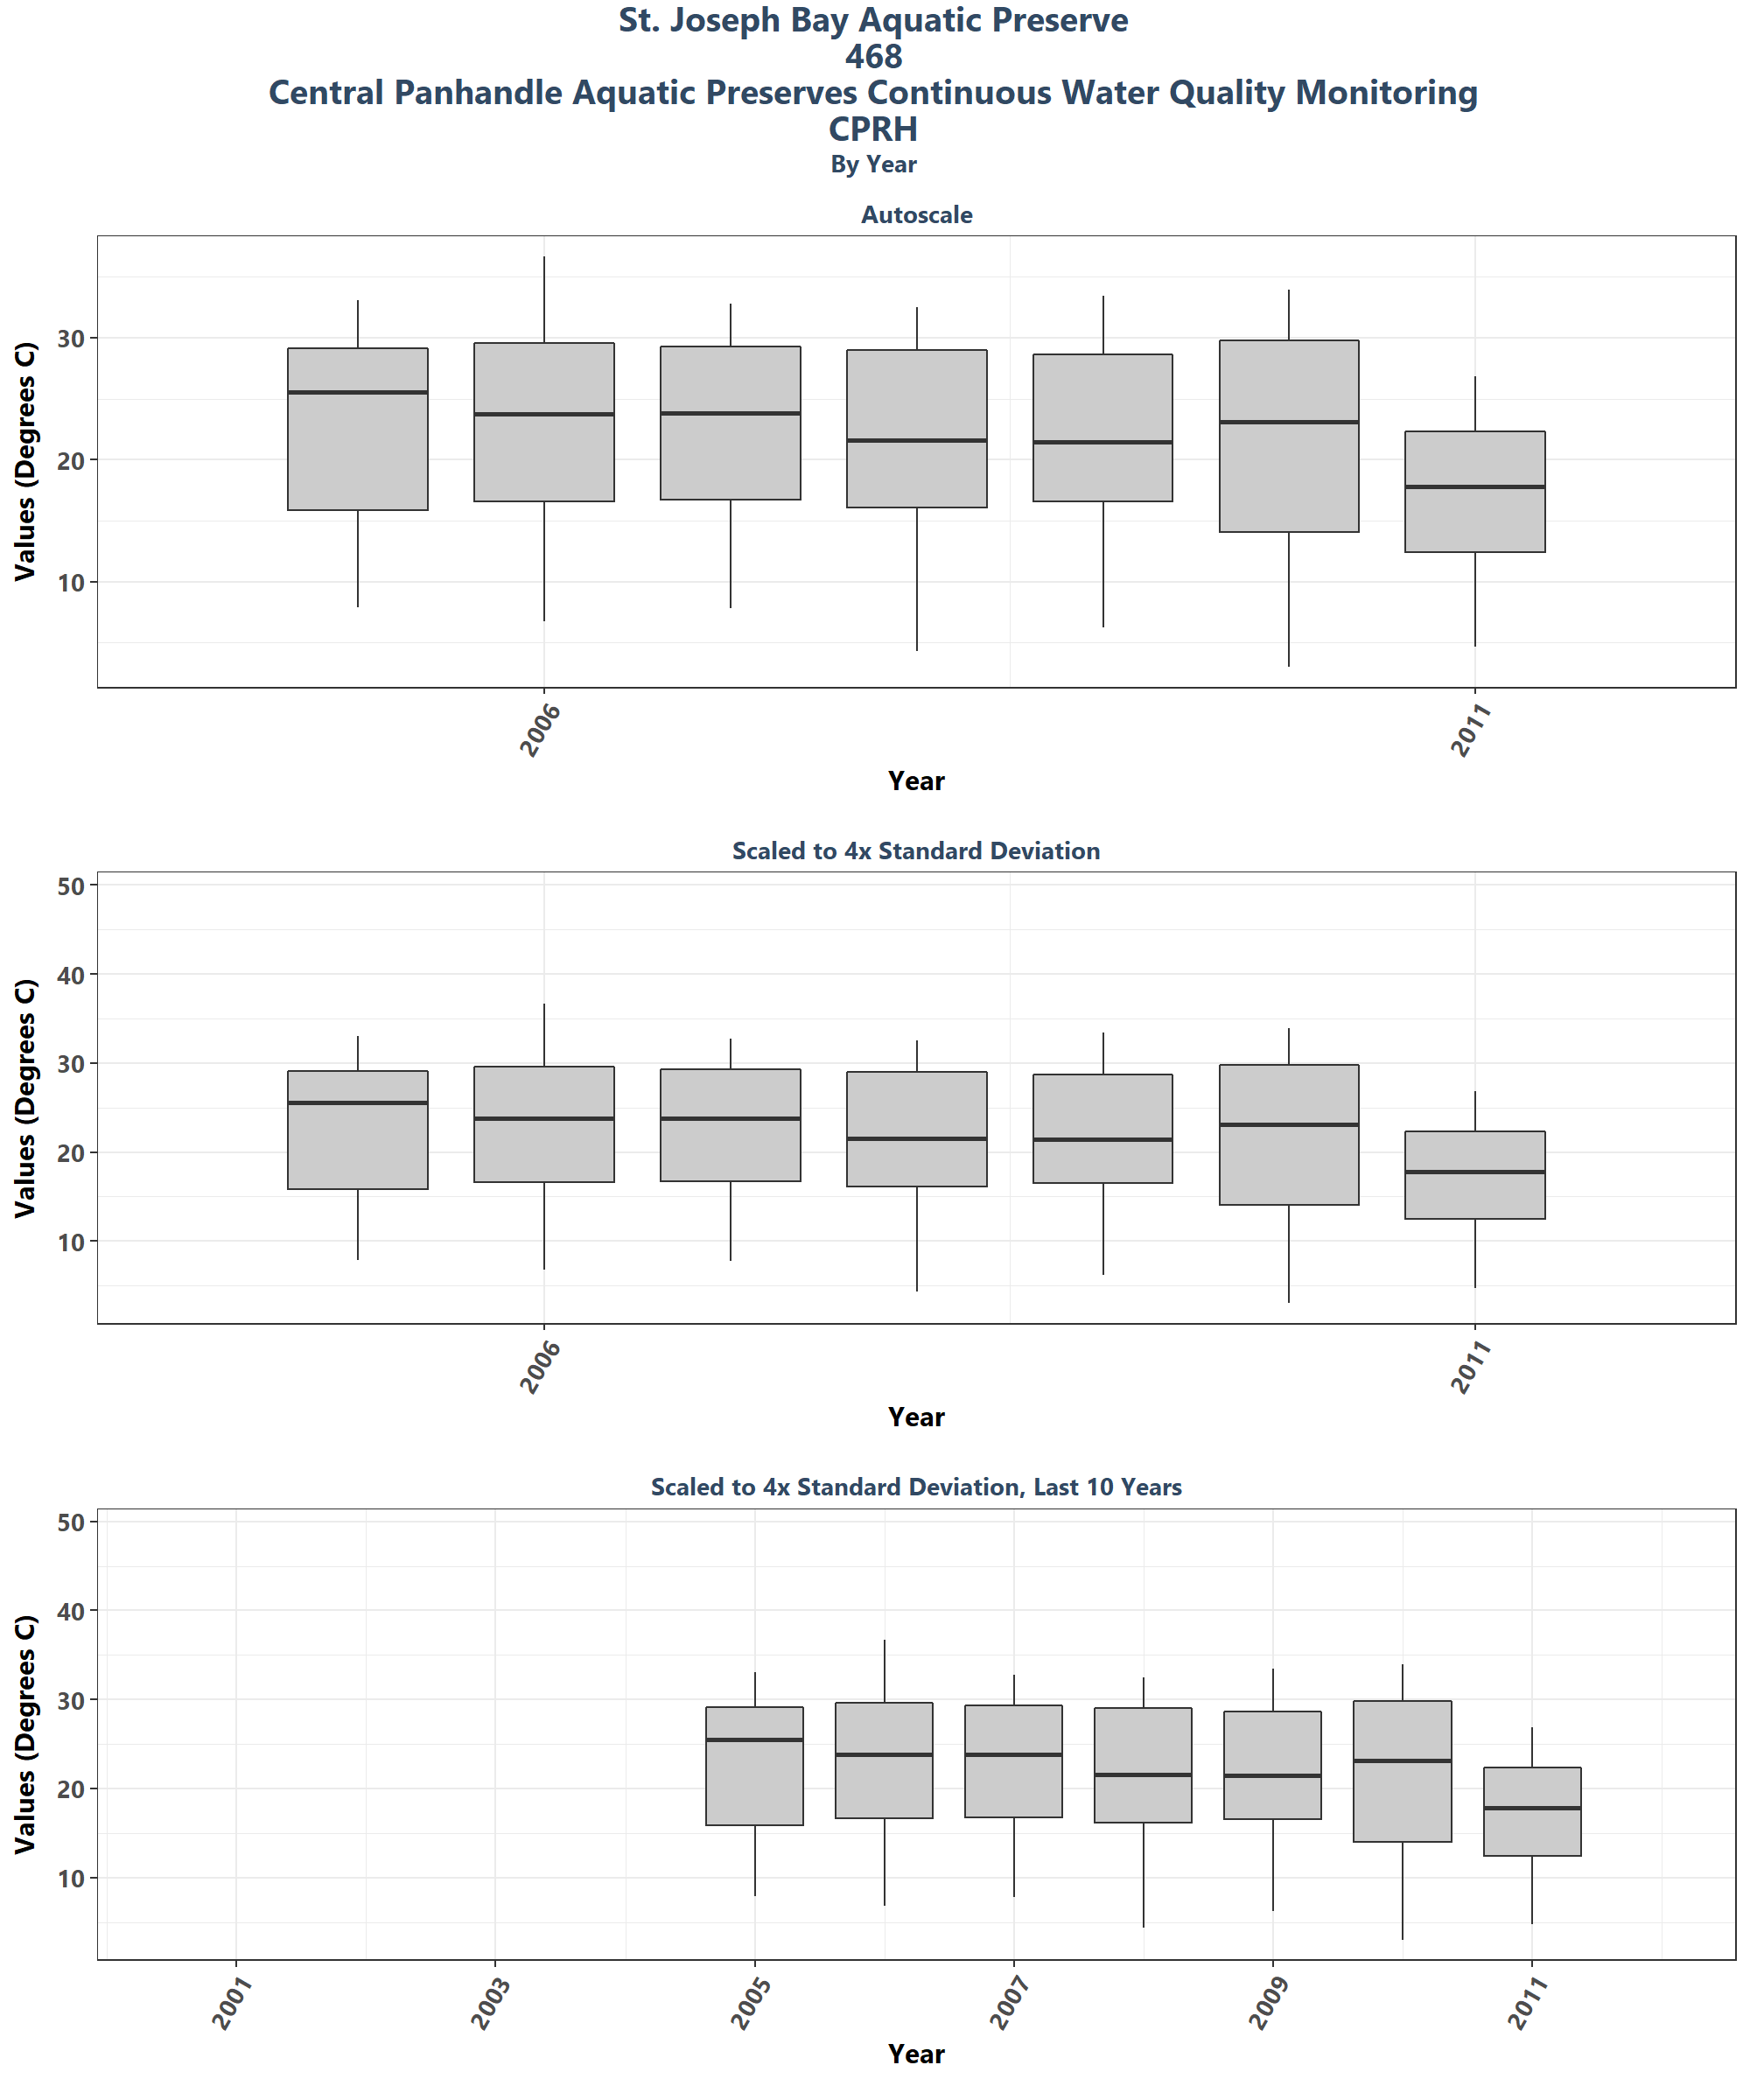 St. Joseph Bay Aquatic Preserve
468
Central Panhandle Aquatic Preserves Continuous Water Quality Monitoring
CPRH
By Year
Autoscale
Values (Degrees C)
30
20
10
2006
2011
Year
Scaled to 4x Standard Deviation
Values (Degrees C)
50
40
30
20
10
2006
2011
Year
Scaled to 4x Standard Deviation, Last 10 Years
Values (Degrees C)
50
40
30
20
10
2001
2003
2005
2007
2009
2011
Year